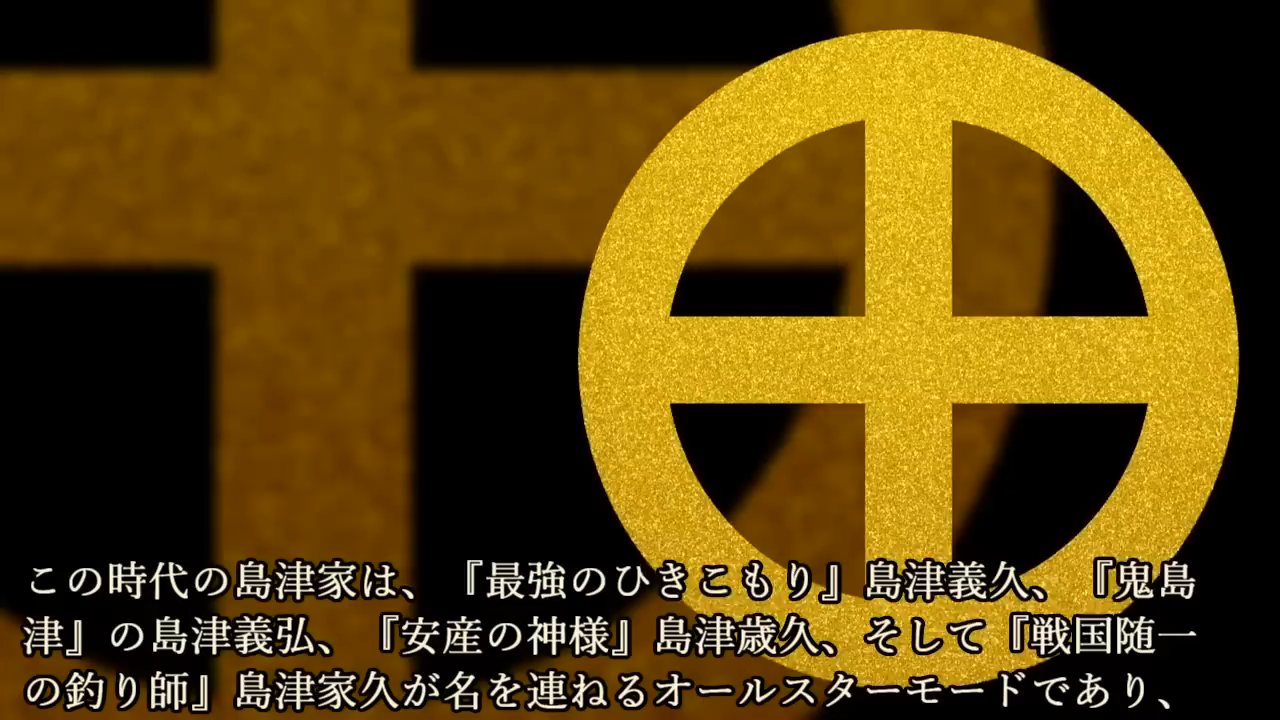 この時代の島津家は、『最強のひきこもり』島津義久、『鬼島
津』の島津義弘、『安産の神様』島津歳久、そして『戦国随一
の釣り師』島津家久が名を連ねるオールスターモードであり、